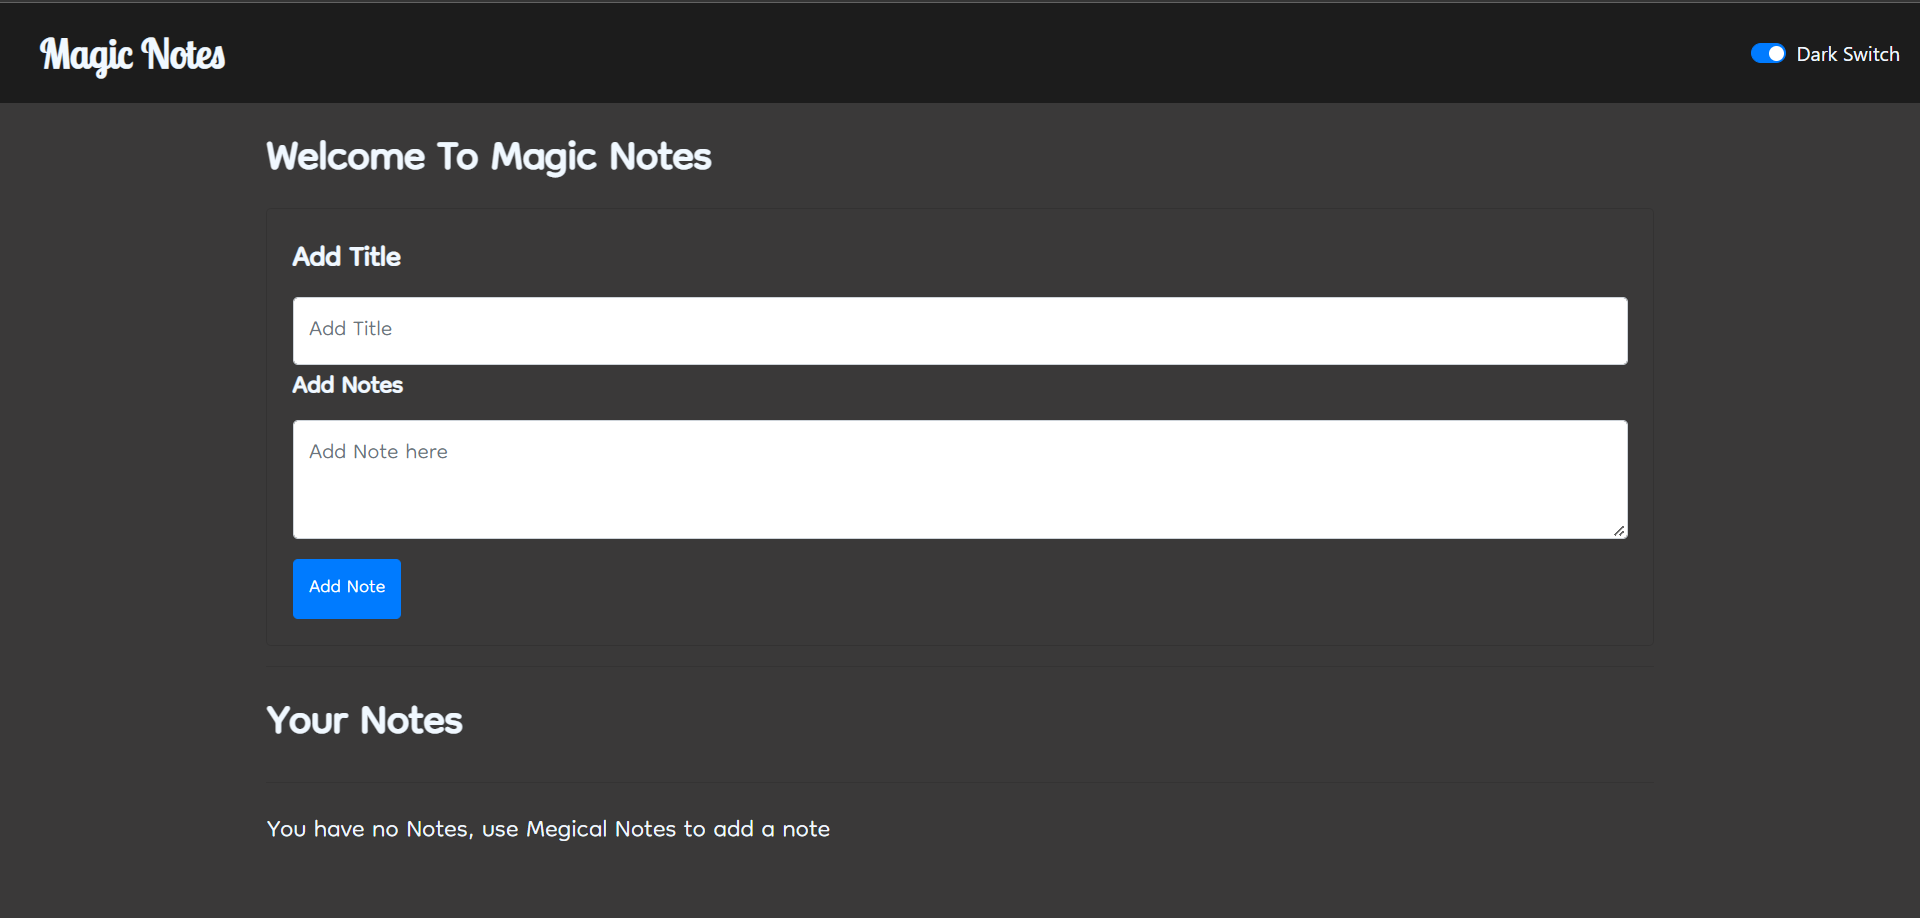 Magic Notes
Dark Switch
Welcome To Magic Notes
Add Title
Add Title
Add Notes
Add Note here
Add Note
Your Notes
You have no Notes, use Megical Notes to add a note